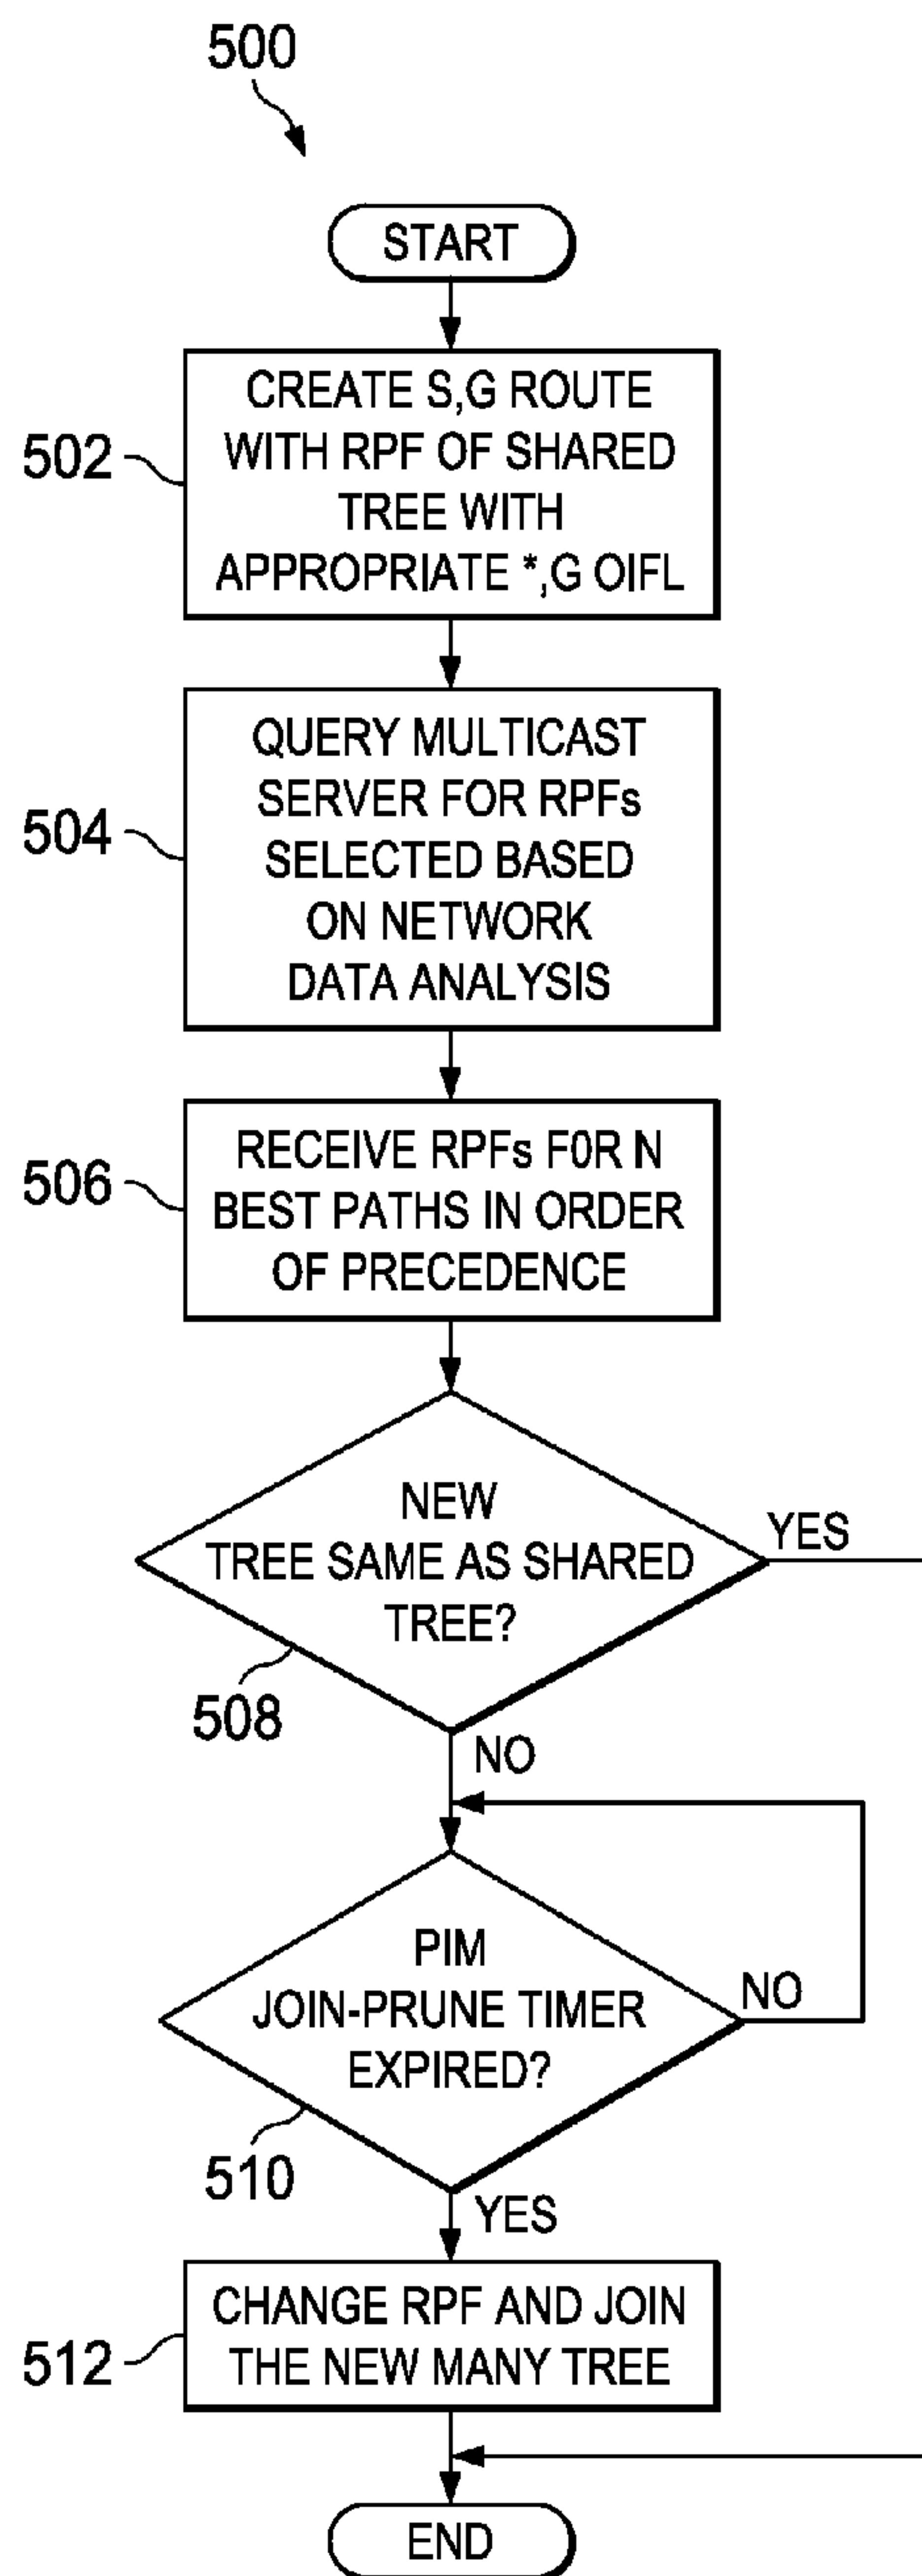 500
START
502
CREATE S,G ROUTE
WITH RPF OF SHARED
TREE WITH
APPROPRIATE *,G OIFL
504
QUERY MULTICAST
SERVER FOR RPFs
SELECTED BASED
ON NETWORK
DATA ANALYSIS
506
RECEIVE RPFs F0R N
BEST PATHS IN ORDER
OF PRECEDENCE
NEW
TREE SAME AS SHARED
TREE?
YES
508
NO
PIM
JOIN-PRUNE TIMER
EXPIRED?
NO
510
YES
512
CHANGE RPF AND JOIN
THE NEW MANY TREE
END